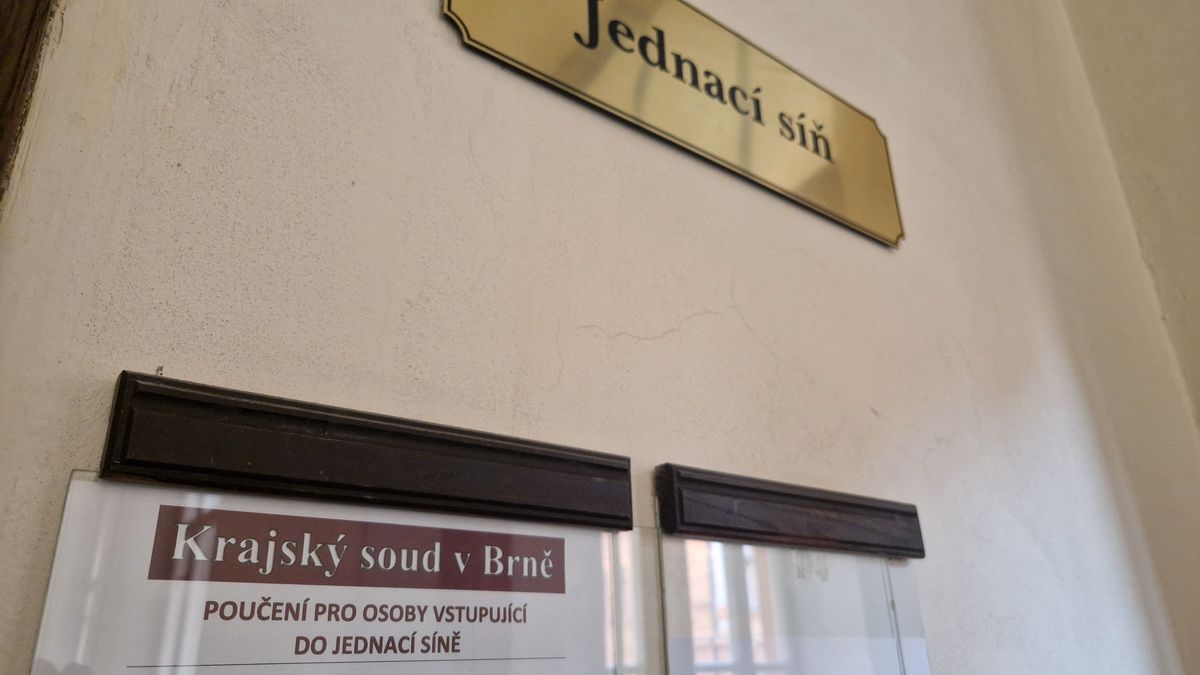 Jednací síň
Krajský soud v Brně
POUČENÍ PRO OSOBY VSTUPUJÍCÍ
DO JEDNACÍ SÍNĚ